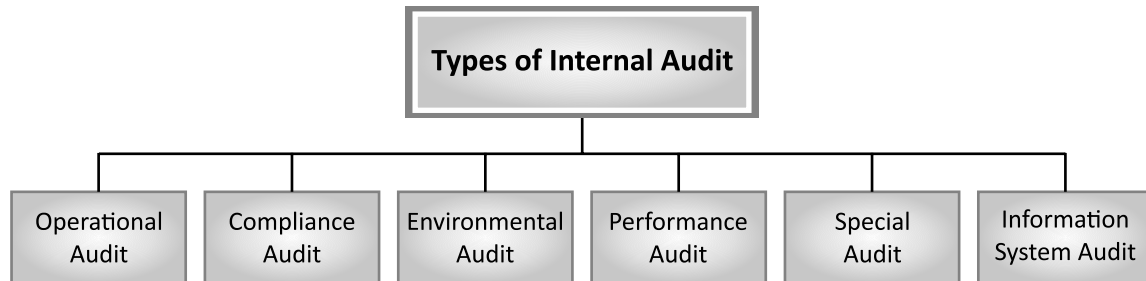 Types of Internal Audit
Operational
Audit
Compliance
Audit
Environmental
Audit
Performance
Audit
Special
Audit
Information
System Audit